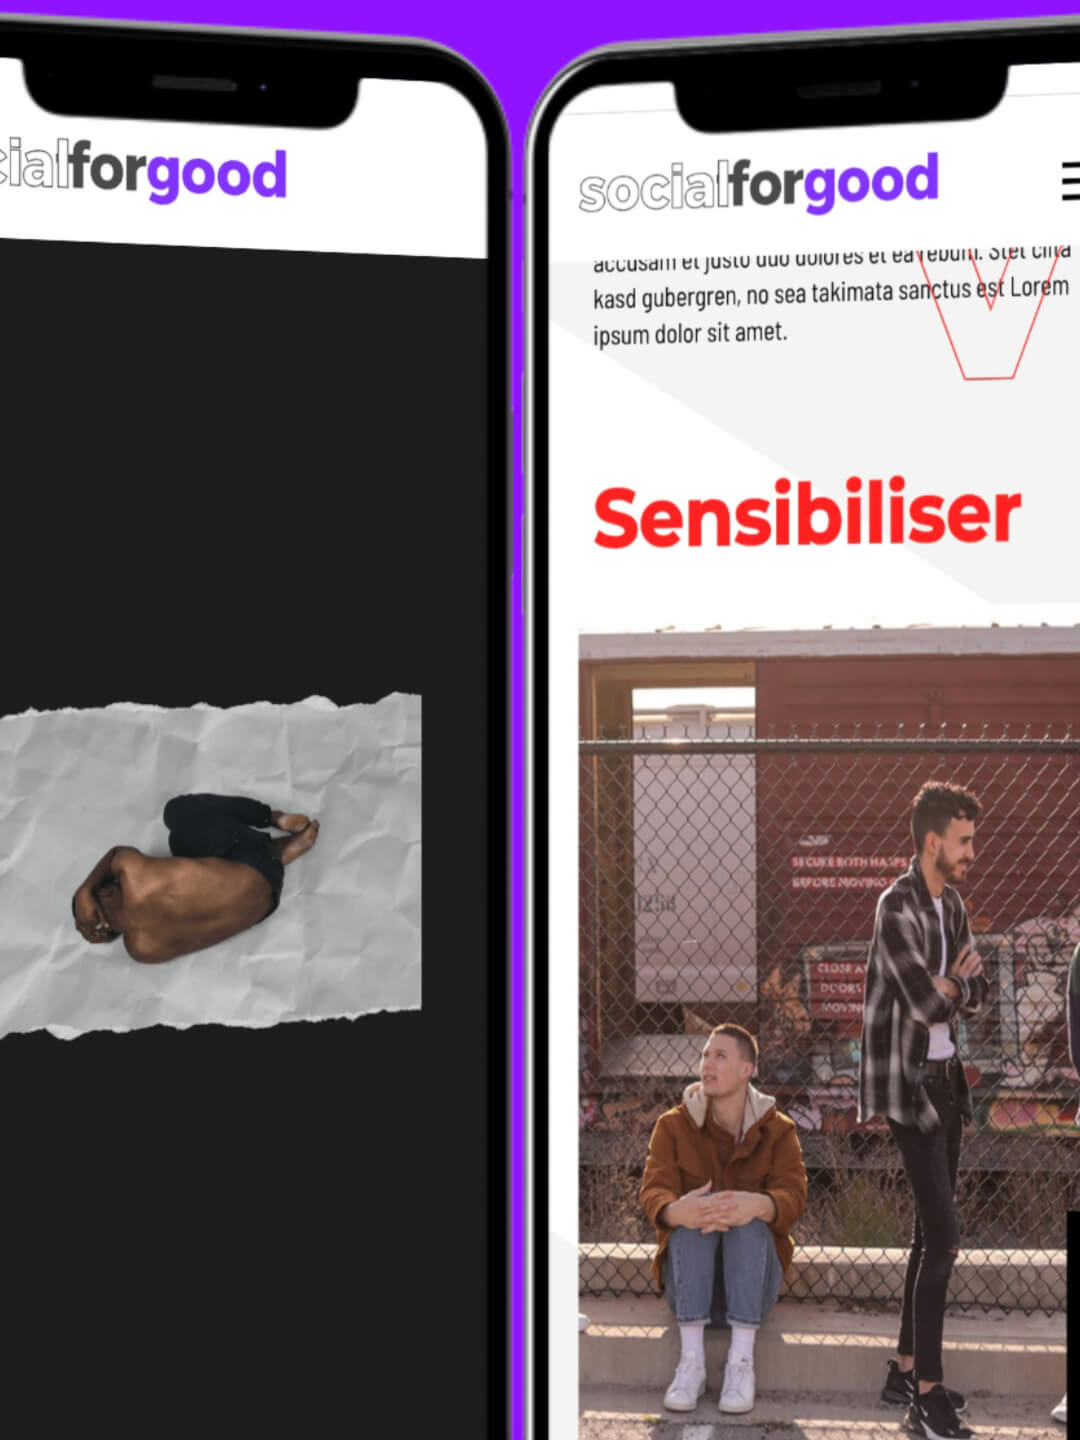 cialforgood
socialforgood
accusam et justo duo dolores et ea rebum. Stet clita
kasd gubergren, no sea takimata sanctus est Lorem
ipsum dolor sit amet.
Sensibiliser
SECURE BOTH HASPS
BEFORE MOVING
CLOSE A
DOORS
MOVIN